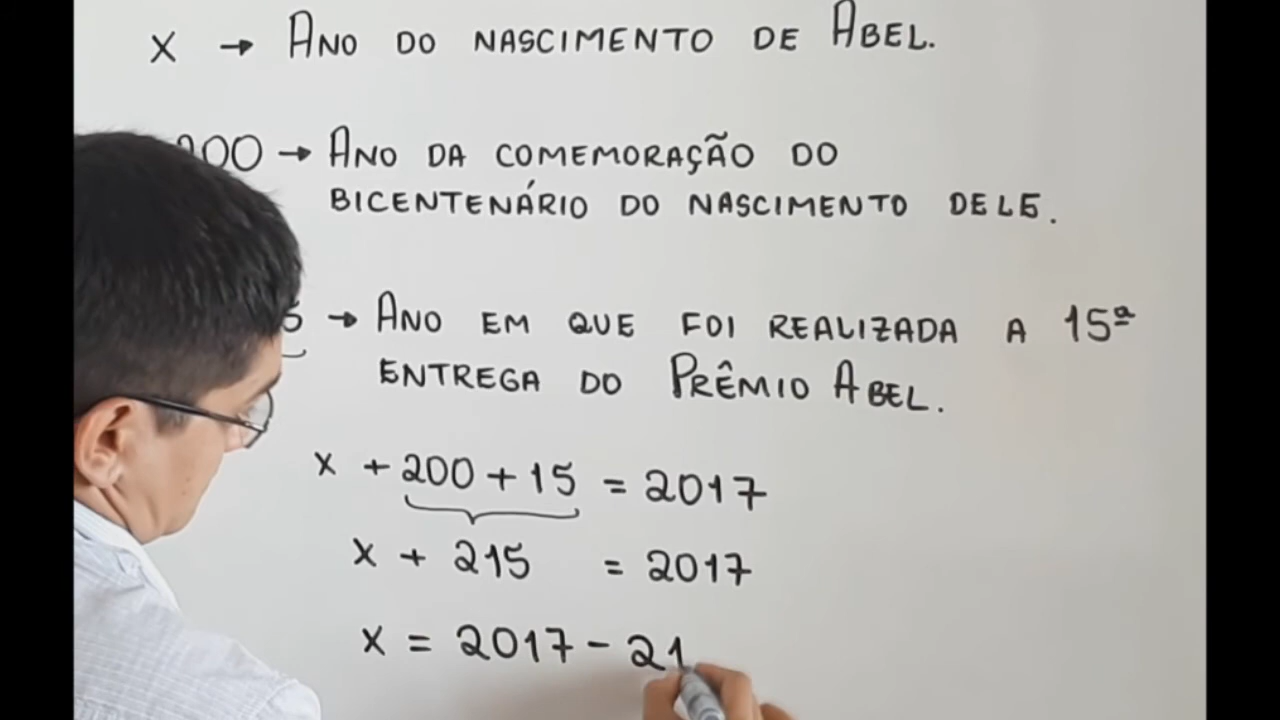 x → ANO DO NASCIMENTO DE ABEL.
200 → ANO DA COMEMORAÇÃO DO
BICENTENÁRIO DO NASCIMENTO DELE.
5 → ANO EM QUE FOI REALIZADA A 15ª
ENTREGA DO PRÊMIO ABEL.
x + 200 + 15 = 2017
x + 215 = 2017
x = 2017 - 21